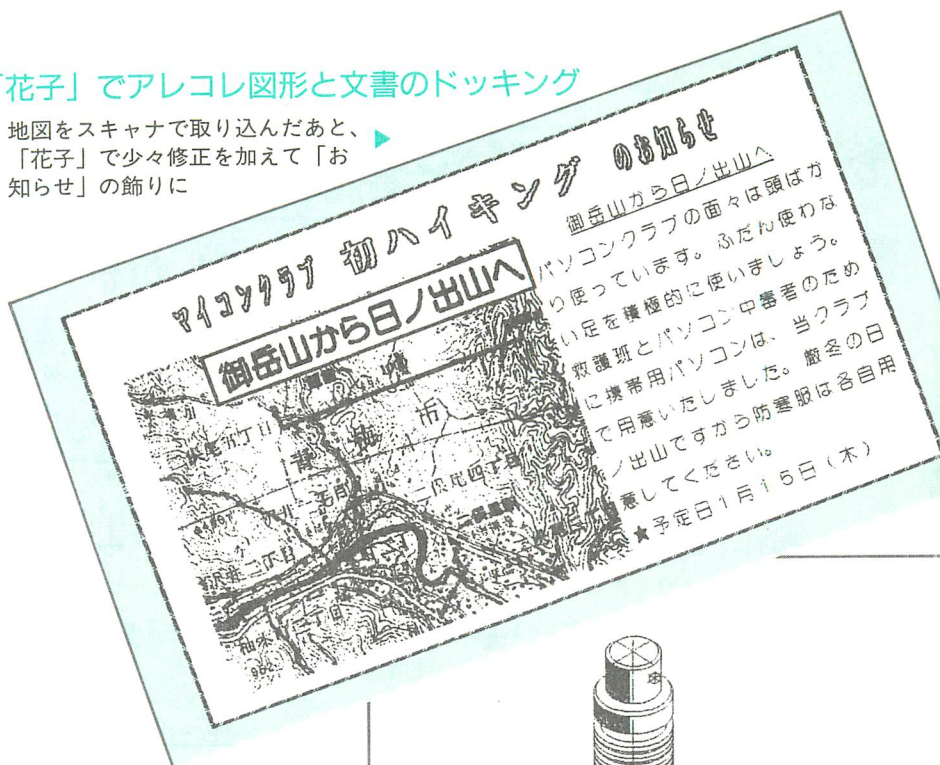 「花子」でアレコレ図形と文書のドッキング
地図をスキャナで取り込んだあと、
「花子」で少々修正を加えて「お
知らせ」の飾りに
マイコンクラブ 初ハイキング のお知らせ
御岳山から日ノ出山へ
御岳山から日ノ出山へ
パソコンクラブの面々は頭ばか
り使っています。ふだん使わな
い足を積極的に使いましょう。
救護班とパソコン中毒者のため
に携帯用パソコンは、当クラブ
で用意いたしました。厳冬の日
ノ出山ですから防寒服は各自用
意してください。
★予定日1月15日(木)